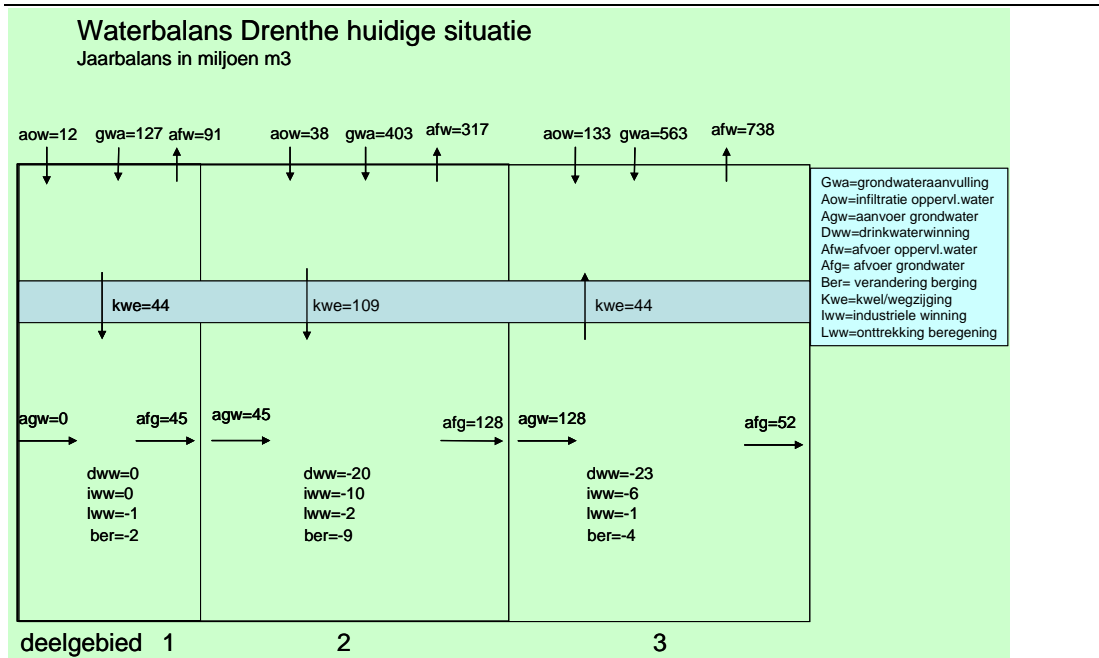 Waterbalans Drenthe huidige situatie
Jaarbalans in miljoen m3
aow=12 gwa=127 afw=91 aow=38 gwa=403 afw=317 aow=133 gwa=563 afw=738
Gwa=grondwateraanvulling
Aow=infiltratie oppervl.water
Agw=aanvoer grondwater
Dww=drinkwaterwinning
Afw=afvoer oppervl.water
Afg= afvoer grondwater
Ber= verandering berging
Kwe=kwel/wegzijging
Iww=industriele winning
Lww=onttrekking beregening
kwe=44 kwe=109 kwe=44
agw=0 afg=45 agw=45 afg=128 agw=128 afg=52
dww=0 dww=-20 dww=-23
iww=0 iww=-10 iww=-6
lww=-1 lww=-2 lww=-1
ber=-2 ber=-9 ber=-4
deelgebied 1 2 3